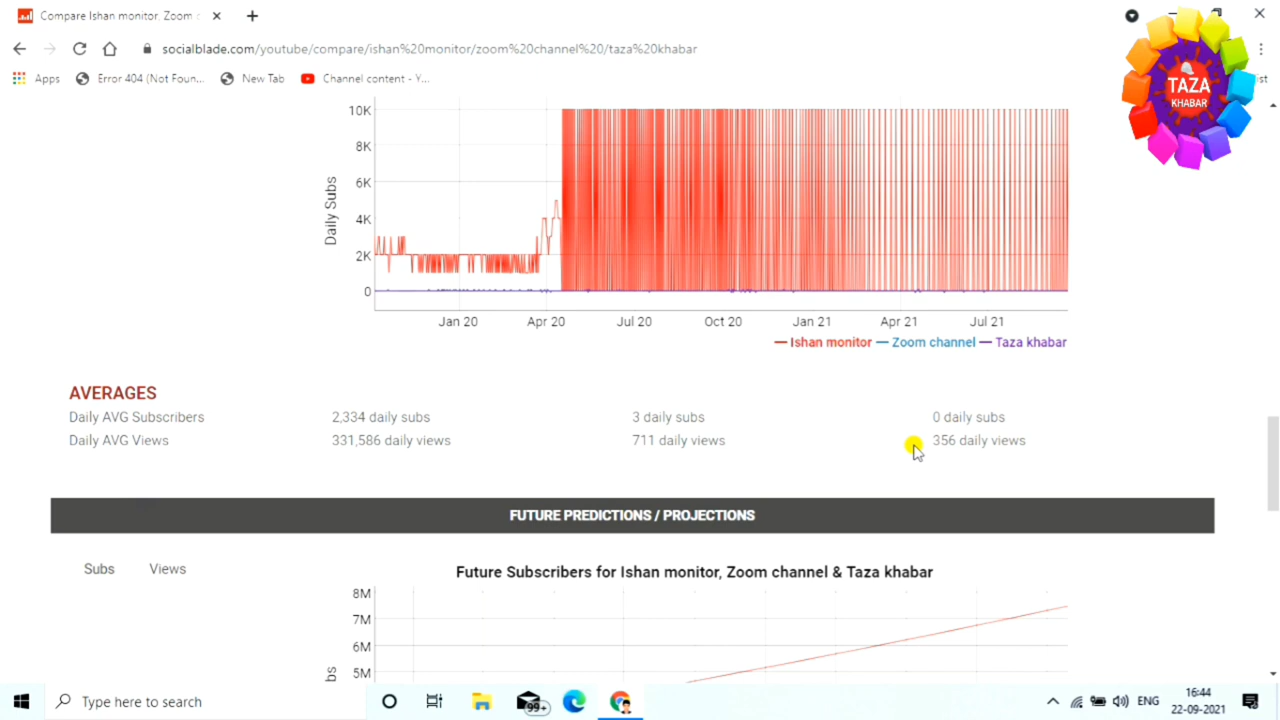 Compare Ishan monitor. Zoom c
socialblade.com/youtube/compare/ishan%20monitor/zoom%20channel%20/taza%20khabar
Apps Error 404 (Not Foun... New Tab Channel content - Y... st
TAZA
KHABAR
10K
8K
6K
4K
2K
0
Daily Subs
Jan 20 Apr 20 Jul 20 Oct 20 Jan 21 Apr 21 Jul 21
Ishan monitor Zoom channel Taza khabar
AVERAGES
Daily AVG Subscribers 2,334 daily subs 3 daily subs 0 daily subs
Daily AVG Views 331,586 daily views 711 daily views 356 daily views
FUTURE PREDICTIONS / PROJECTIONS
Subs Views
Future Subscribers for Ishan monitor, Zoom channel & Taza khabar
8M
7M
6M
5M
bs
Type here to search
99+
ENG
16:44
22-09-2021